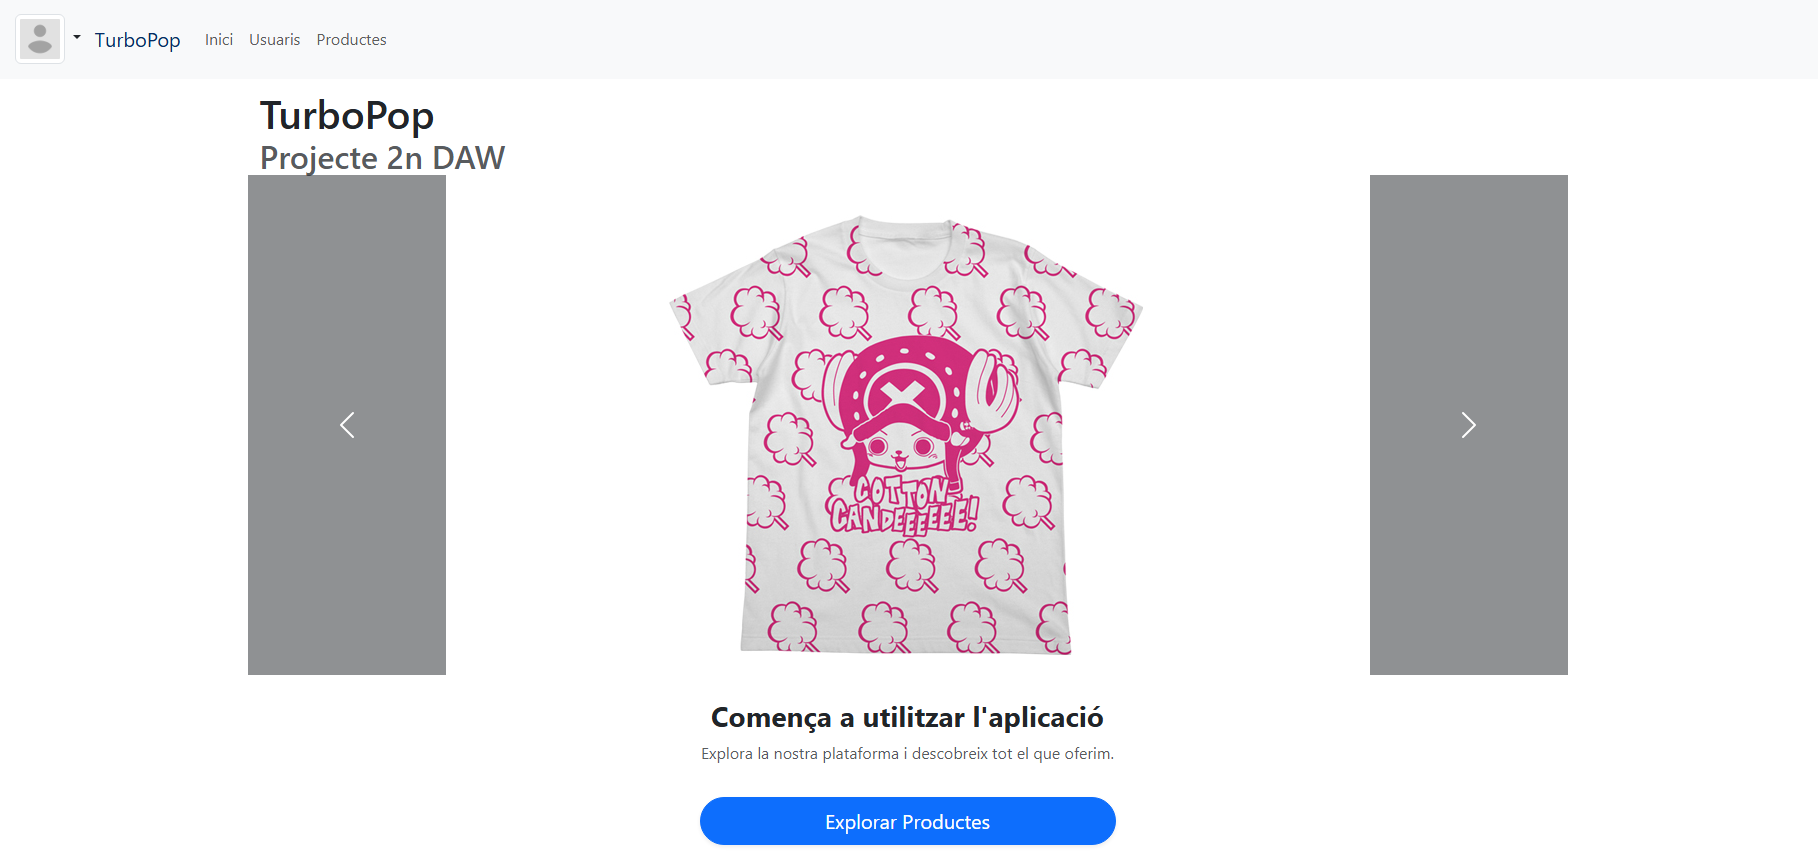 TurboPop Inici Usuaris Productes
TurboPop
Projecte 2n DAW
COTTON
CANDEEEEEE!
Comença a utilitzar l'aplicació
Explora la nostra plataforma i descobreix tot el que oferim.
Explorar Productes